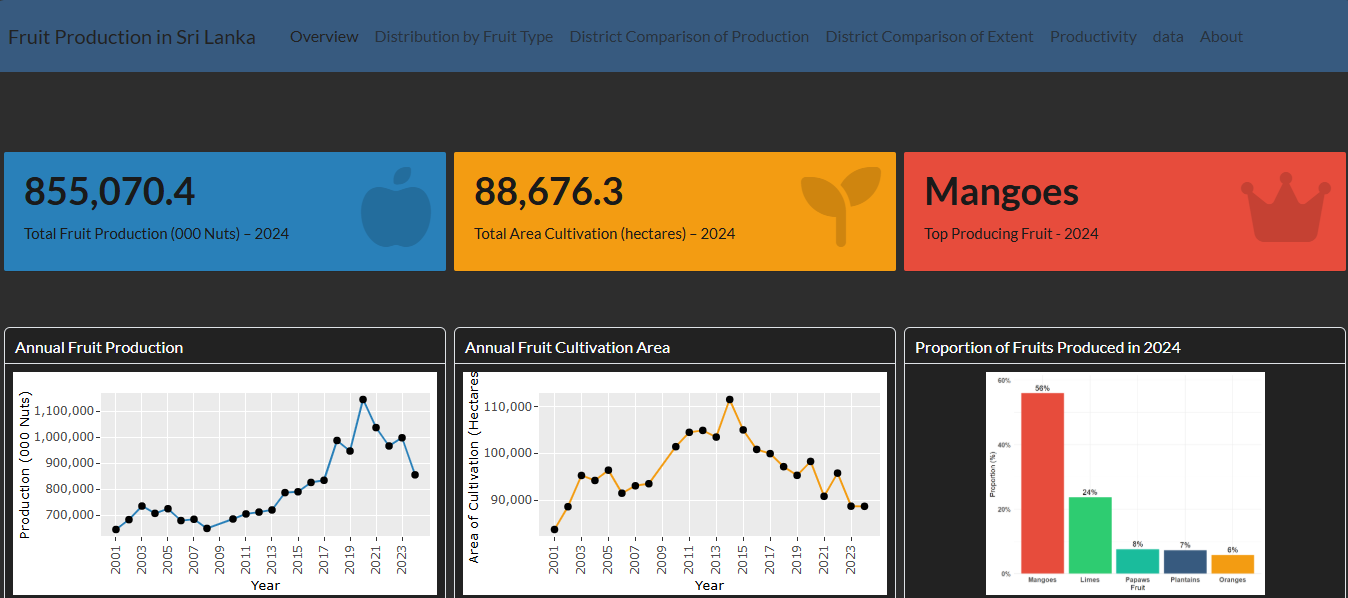 Fruit Production in Sri Lanka Overview Distribution by Fruit Type District Comparison of Production District Comparison of Extent Productivity data About
855,070.4
Total Fruit Production (000 Nuts) – 2024
88,676.3
Total Area Cultivation (hectares) – 2024
Mangoes
Top Producing Fruit - 2024
Annual Fruit Production
Production (000 Nuts)
1,100,000
1,000,000
900,000
800,000
700,000
2001 2003 2005 2007 2009 2011 2013 2015 2017 2019 2021 2023
Year
Annual Fruit Cultivation Area
Area of Cultivation (Hectares
110,000
100,000
90,000
2001 2003 2005 2007 2009 2011 2013 2015 2017 2019 2021 2023
Year
Proportion of Fruits Produced in 2024
Proportion (%)
60%
40%
20%
0%
56%
24%
8%
7%
6%
Mangoes Limes Papaws Plantains Oranges
Fruit